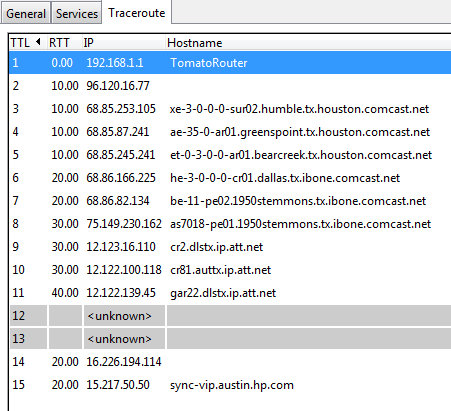 General Services Traceroute
TTL RTT IP Hostname
1 0.00 192.168.1.1 TomatoRouter
2 10.00 96.120.16.77
3 10.00 68.85.253.105 xe-3-0-0-0-sur02.humble.tx.houston.comcast.net
4 10.00 68.85.87.241 ae-35-0-ar01.greenspoint.tx.houston.comcast.net
5 10.00 68.85.245.241 et-0-3-0-0-ar01.bearcreek.tx.houston.comcast.net
6 20.00 68.86.166.225 he-3-0-0-0-cr01.dallas.tx.ibone.comcast.net
7 20.00 68.86.82.134 be-11-pe02.1950stemmons.tx.ibone.comcast.net
8 30.00 75.149.230.162 as7018-pe01.1950stemmons.tx.ibone.comcast.net
9 30.00 12.123.16.110 cr2.dlstx.ip.att.net
10 30.00 12.122.100.118 cr81.auttx.ip.att.net
11 40.00 12.122.139.45 gar22.dlstx.ip.att.net
12 <unknown>
13 <unknown>
14 20.00 16.226.194.114
15 20.00 15.217.50.50 sync-vip.austin.hp.com